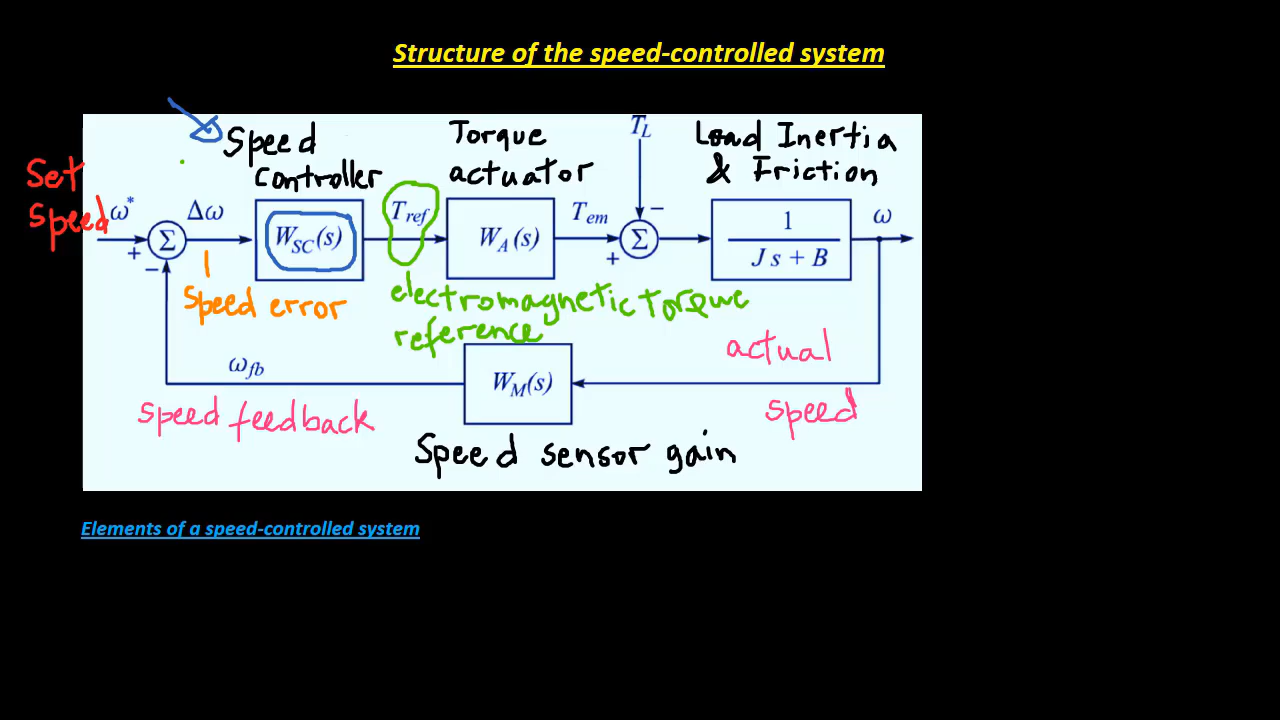 Structure of the speed-controlled system
Set
speed
Speed
Controller
Torque
actuator
T_L
Load Inertia
& Friction
ω*
Δω
W_SC(s)
T_ref
W_A(s)
T_em
1
Js + B
ω
+
−
Σ
+
−
Σ
speed error
electromagnetic torque
reference
actual
speed
ω_fb
W_M(s)
speed feedback
Speed sensor gain
Elements of a speed-controlled system